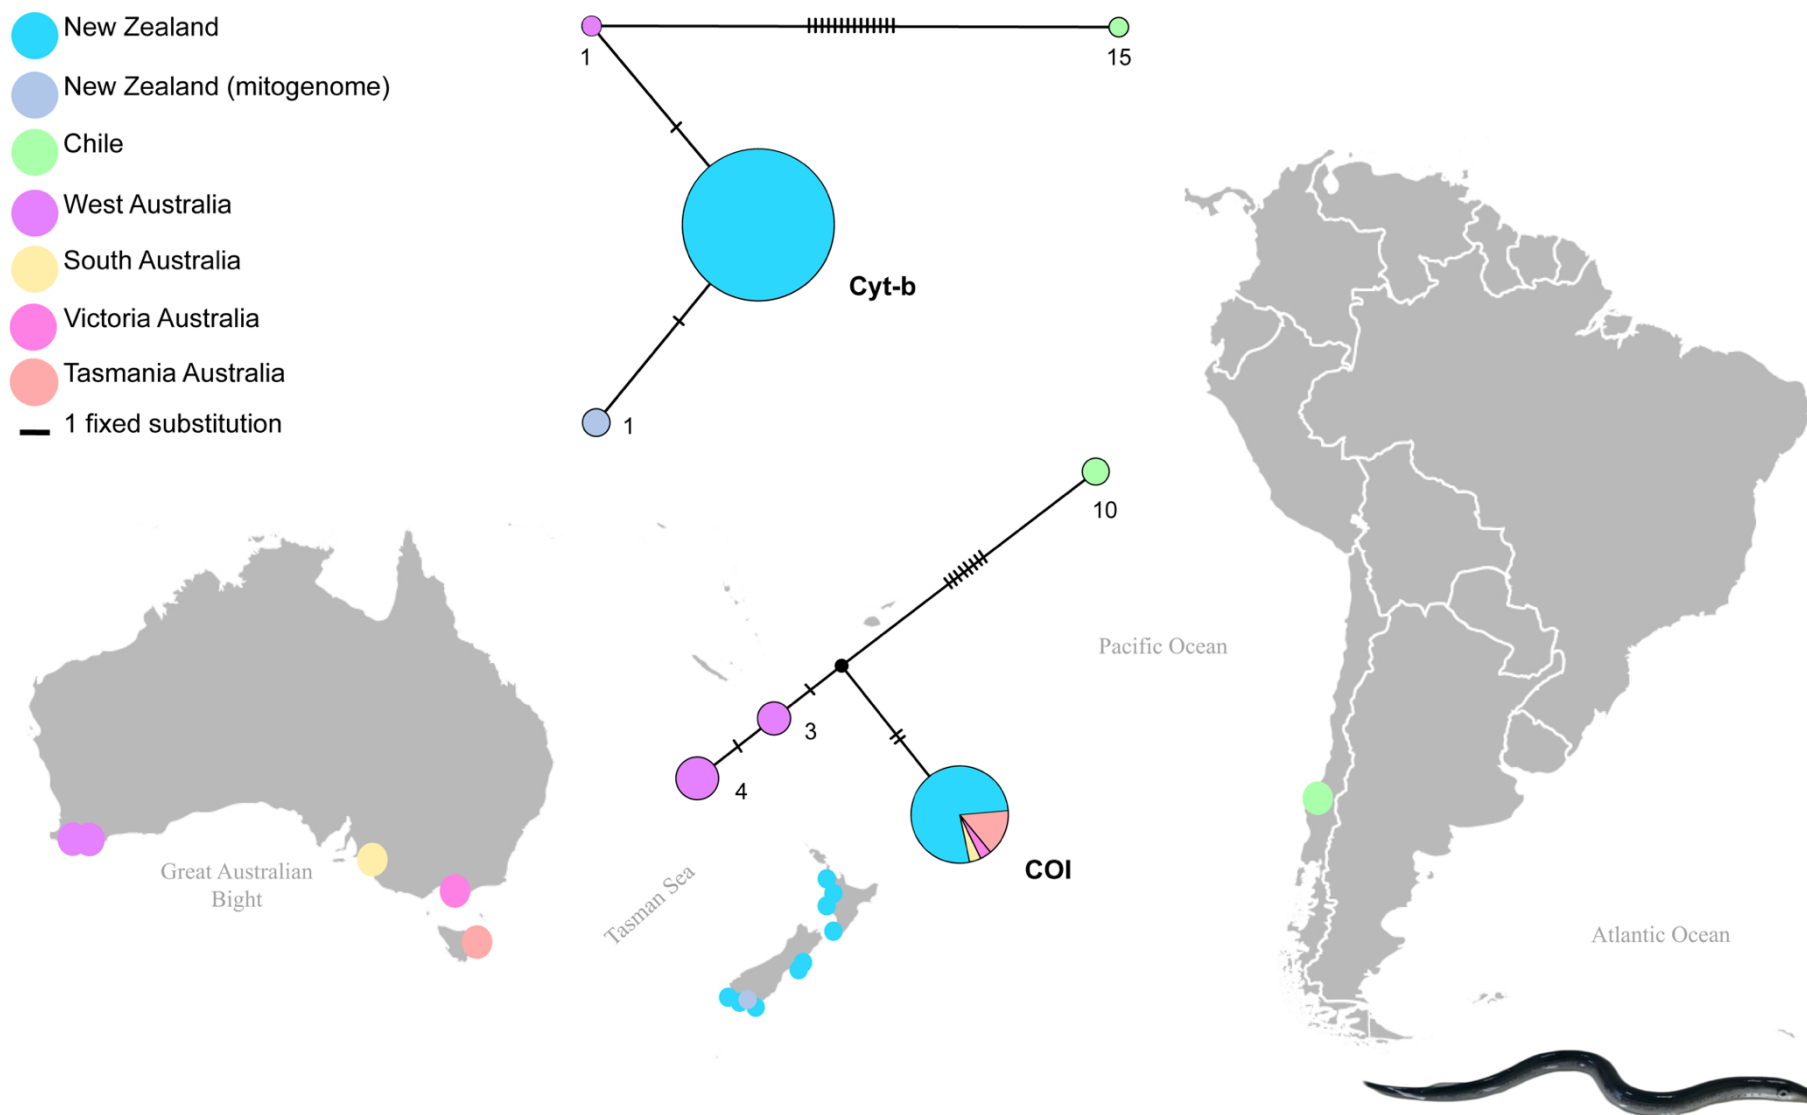 New Zealand
New Zealand (mitogenome)
Chile
West Australia
South Australia
Victoria Australia
Tasmania Australia
1 fixed substitution
1
15
Cyt-b
1
10
3
4
COI
Pacific Ocean
Great Australian
Bight
Tasman Sea
Atlantic Ocean